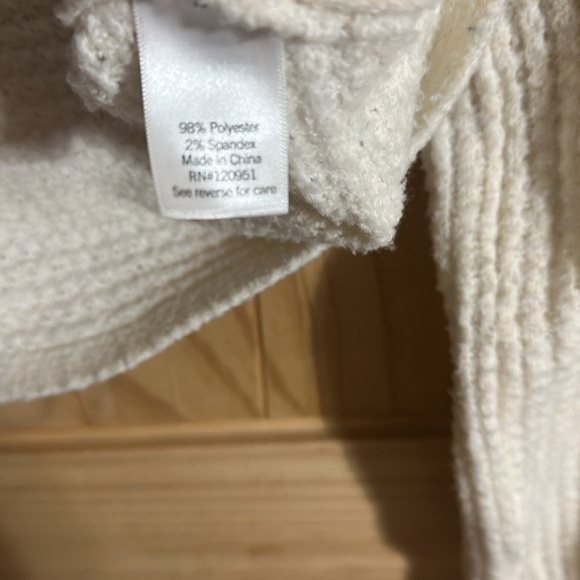 98% Polyester
2% Spandex
Made in China
RN#120951
See reverse for care